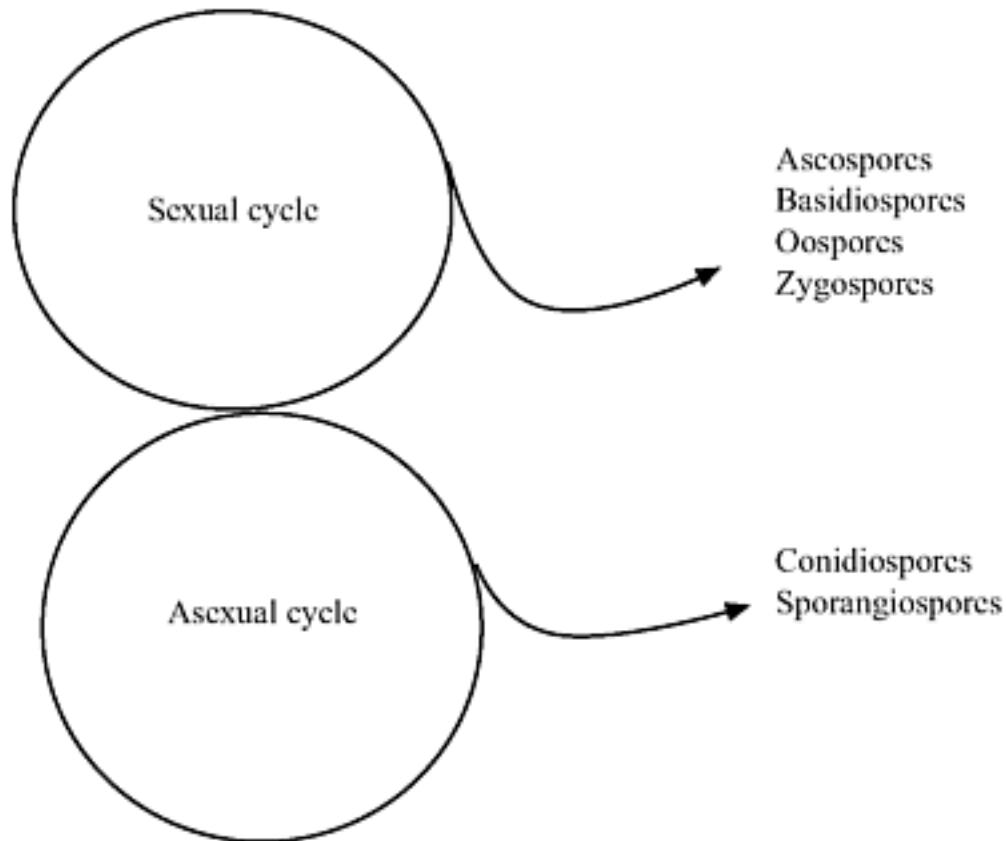 Sexual cycle
Ascospores
Basidiospores
Oospores
Zygospores
Asexual cycle
Conidiospores
Sporangiospores